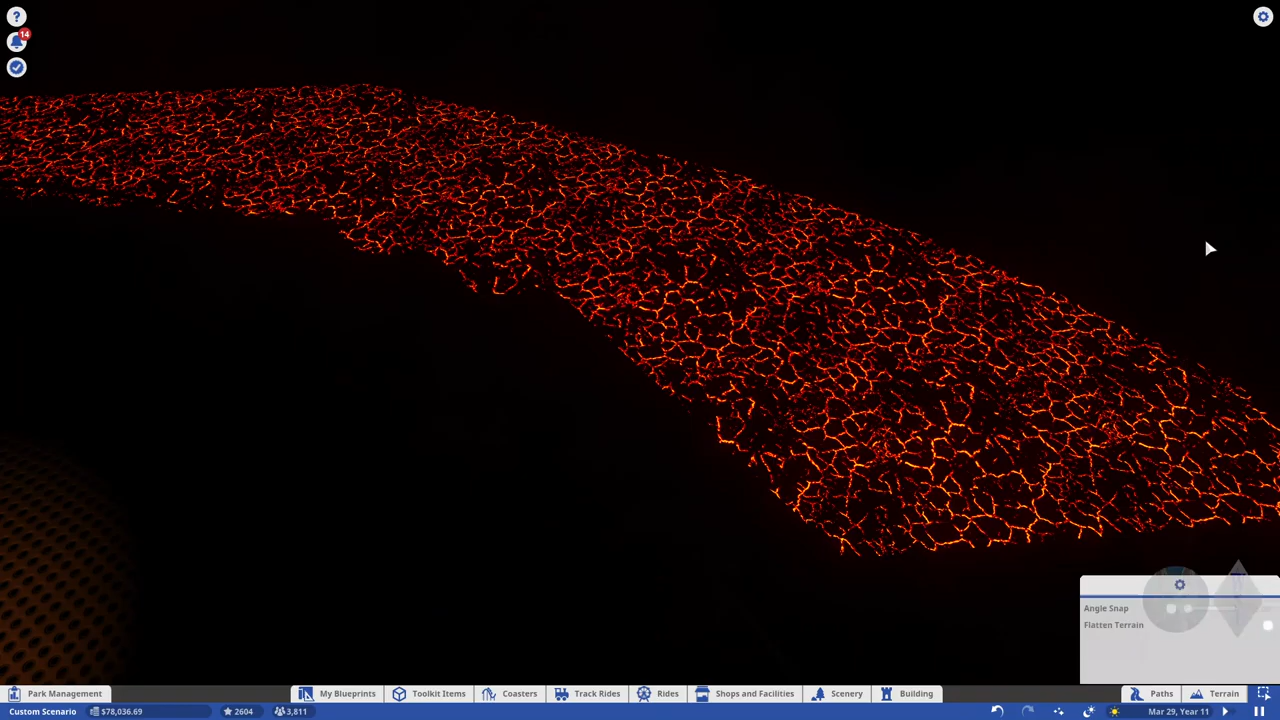 ?
14
Angle Snap
Flatten Terrain
Park Management
My Blueprints
Toolkit Items
Coasters
Track Rides
Rides
Shops and Facilities
Scenery
Building
Paths
Terrain
Custom Scenario
$78,036.69
2604
3,811
Mar 29, Year 11